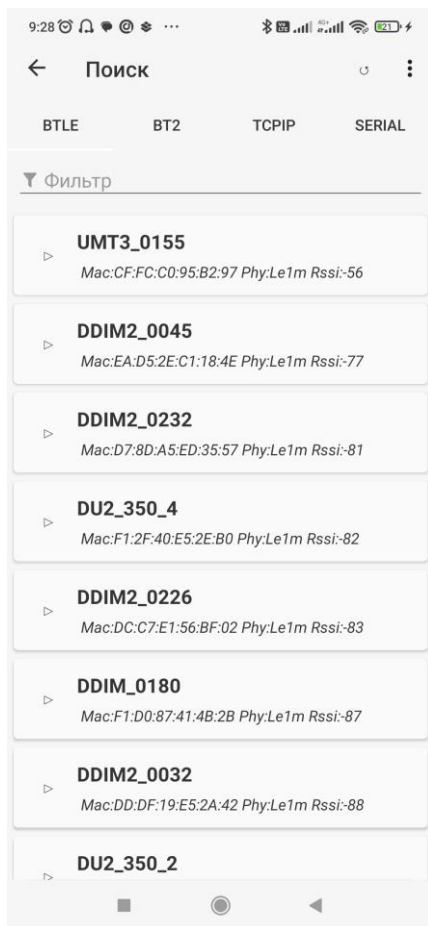 9:28
4G+
21
Поиск
BTLE BT2 TCPIP SERIAL
Фильтр
UMT3_0155
Mac:CF:FC:C0:95:B2:97 Phy:Le1m Rssi:-56
DDIM2_0045
Mac:EA:D5:2E:C1:18:4E Phy:Le1m Rssi:-77
DDIM2_0232
Mac:D7:8D:A5:ED:35:57 Phy:Le1m Rssi:-81
DU2_350_4
Mac:F1:2F:40:E5:2E:B0 Phy:Le1m Rssi:-82
DDIM2_0226
Mac:DC:C7:E1:56:BF:02 Phy:Le1m Rssi:-83
DDIM_0180
Mac:F1:D0:87:41:4B:2B Phy:Le1m Rssi:-87
DDIM2_0032
Mac:DD:DF:19:E5:2A:42 Phy:Le1m Rssi:-88
DU2_350_2